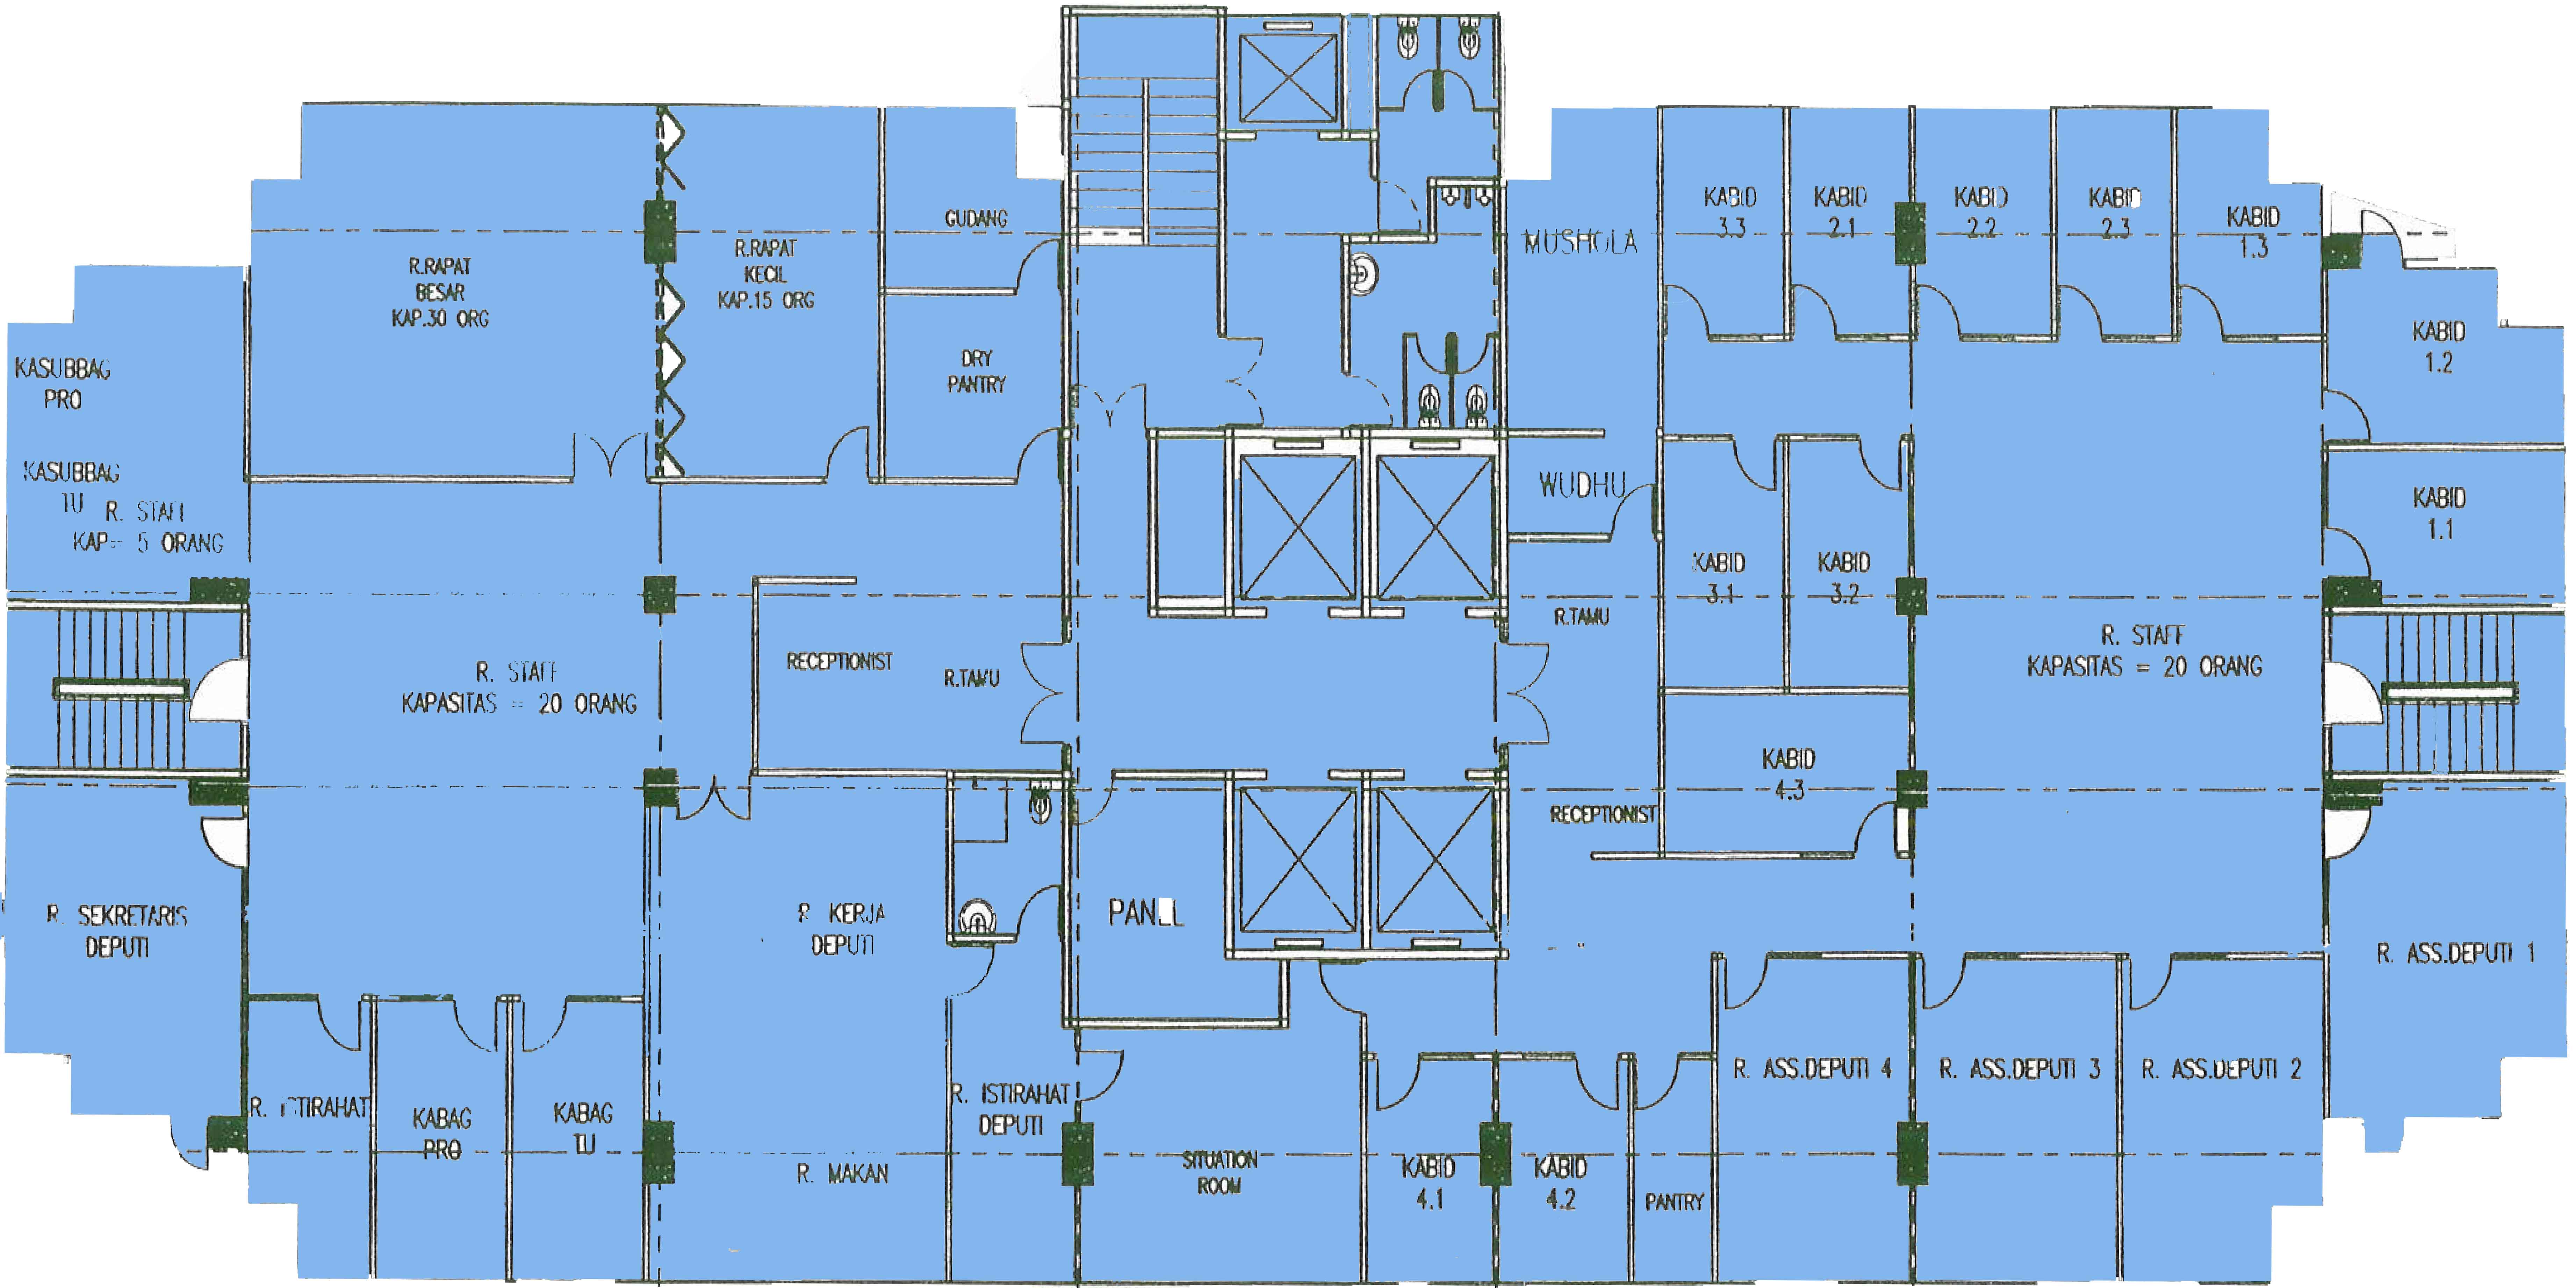 R.RAPAT
BESAR
KAP.30 ORG
R.RAPAT
KECIL
KAP.15 ORG
GUDANG
DRY
PANTRY
MUSHOLA
WUDHU
KABID
3.3
KABID
2.1
KABID
2.2
KABID
2.3
KABID
1.3
KABID
1.2
KABID
1.1
KASUBBAG
PRO
KASUBBAG
TU
R. STAFF
KAP= 5 ORANG
R. STAFF
KAPASITAS = 20 ORANG
RECEPTIONIST
R.TAMU
R.TAMU
KABID
3.1
KABID
3.2
R. STAFF
KAPASITAS = 20 ORANG
KABID
4.3
RECEPTIONIST
R. SEKRETARIS
DEPUTI
R. KERJA
DEPUTI
PANEL
R. ASS.DEPUTI 1
R. ISTIRAHAT
KABAG
PRO
KABAG
TU
R. MAKAN
R. ISTIRAHAT
DEPUTI
SITUATION
ROOM
KABID
4.1
KABID
4.2
PANTRY
R. ASS.DEPUTI 4
R. ASS.DEPUTI 3
R. ASS.DEPUTI 2